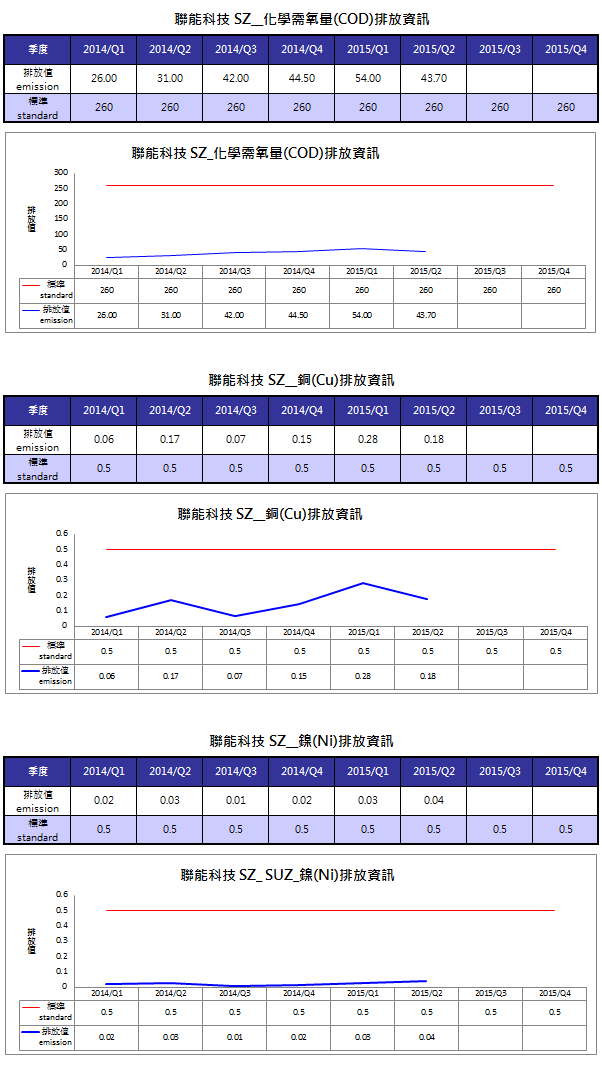 聯能科技 SZ__化學需氧量(COD)排放資訊
季度 2014/Q1 2014/Q2 2014/Q3 2014/Q4 2015/Q1 2015/Q2 2015/Q3 2015/Q4
排放值
emission 26.00 31.00 42.00 44.50 54.00 43.70
標準
standard 260 260 260 260 260 260 260 260
聯能科技 SZ_化學需氧量(COD)排放資訊
300
250
200
150
100
50
0
排放值
2014/Q1 2014/Q2 2014/Q3 2014/Q4 2015/Q1 2015/Q2 2015/Q3 2015/Q4
標準
standard 260 260 260 260 260 260 260 260
排放值
emission 26.00 31.00 42.00 44.50 54.00 43.70
聯能科技 SZ__銅(Cu)排放資訊
季度 2014/Q1 2014/Q2 2014/Q3 2014/Q4 2015/Q1 2015/Q2 2015/Q3 2015/Q4
排放值
emission 0.06 0.17 0.07 0.15 0.28 0.18
標準
standard 0.5 0.5 0.5 0.5 0.5 0.5 0.5 0.5
聯能科技 SZ__銅(Cu)排放資訊
0.6
0.5
0.4
0.3
0.2
0.1
0
排放值
2014/Q1 2014/Q2 2014/Q3 2014/Q4 2015/Q1 2015/Q2 2015/Q3 2015/Q4
標準
standard 0.5 0.5 0.5 0.5 0.5 0.5 0.5 0.5
排放值
emission 0.06 0.17 0.07 0.15 0.28 0.18
聯能科技 SZ__鎳(Ni)排放資訊
季度 2014/Q1 2014/Q2 2014/Q3 2014/Q4 2015/Q1 2015/Q2 2015/Q3 2015/Q4
排放值
emission 0.02 0.03 0.01 0.02 0.03 0.04
標準
standard 0.5 0.5 0.5 0.5 0.5 0.5 0.5 0.5
聯能科技 SZ_ SUZ_鎳(Ni)排放資訊
0.6
0.5
0.4
0.3
0.2
0.1
0
排放值
2014/Q1 2014/Q2 2014/Q3 2014/Q4 2015/Q1 2015/Q2 2015/Q3 2015/Q4
標準
standard 0.5 0.5 0.5 0.5 0.5 0.5 0.5 0.5
排放值
emission 0.02 0.03 0.01 0.02 0.03 0.04